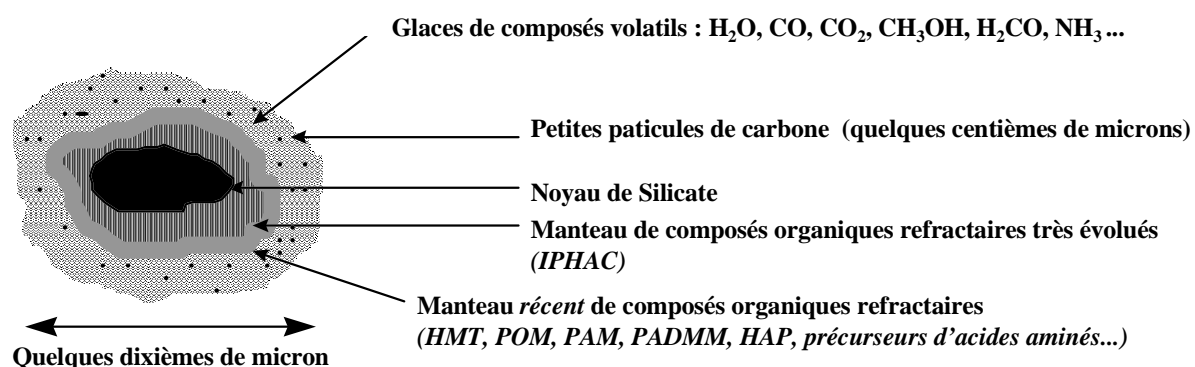 Glaces de composés volatils : H₂O, CO, CO₂, CH₃OH, H₂CO, NH₃ ...
Petites paticules de carbone (quelques centièmes de microns)
Noyau de Silicate
Manteau de composés organiques refractaires très évolués
(IPHAC)
Manteau récent de composés organiques refractaires
(HMT, POM, PAM, PADMM, HAP, précurseurs d'acides aminés...)
Quelques dixièmes de micron